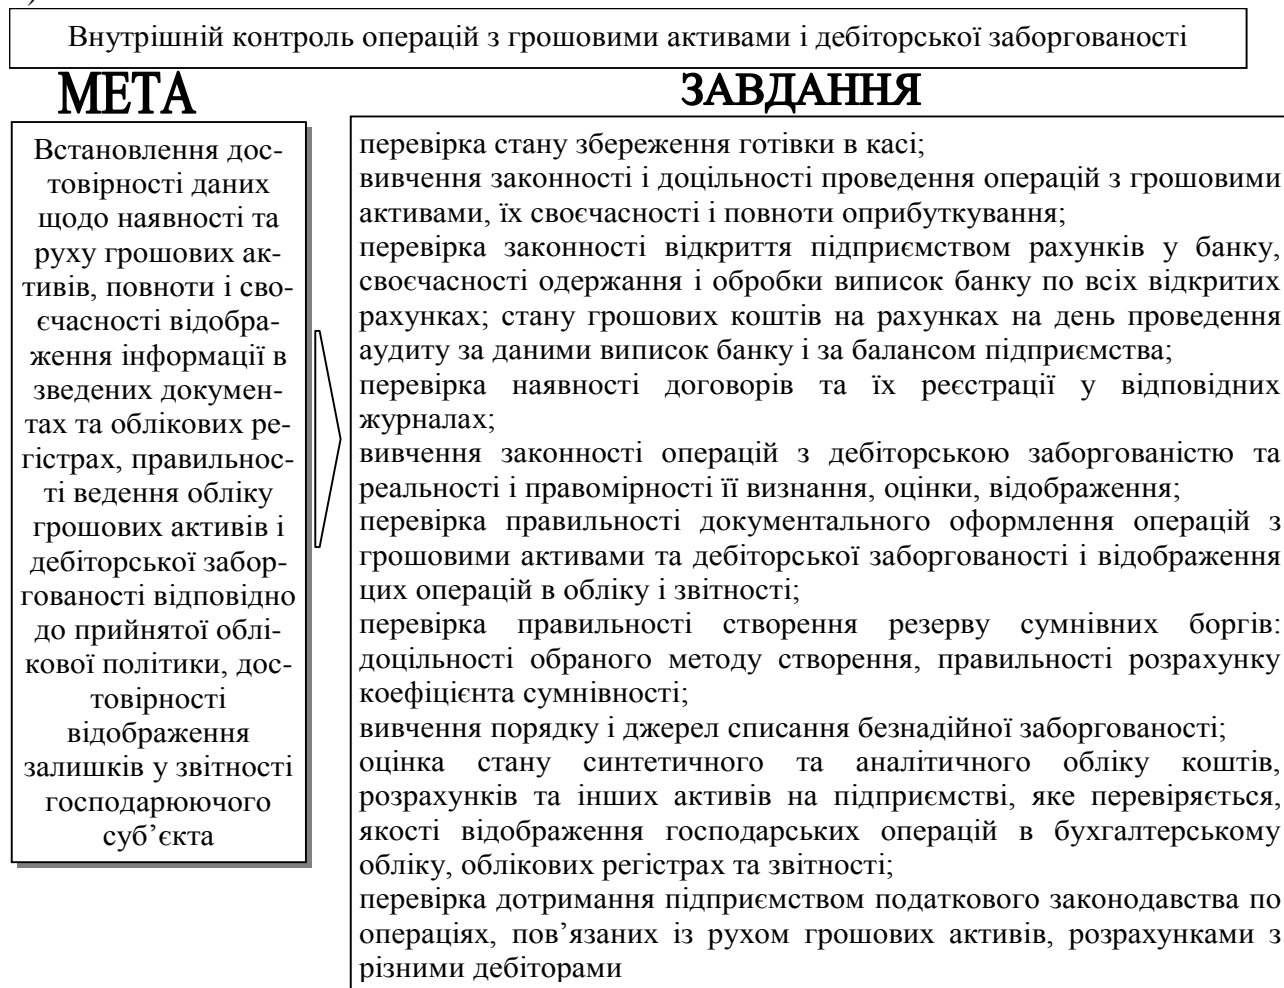 )
Внутрішній контроль операцій з грошовими активами і дебіторської заборгованості
МЕТА
Встановлення дос-
товірності даних
щодо наявності та
руху грошових ак-
тивів, повноти і сво-
єчасності відобра-
ження інформації в
зведених докумен-
тах та облікових ре-
гістрах, правильнос-
ті ведення обліку
грошових активів і
дебіторської забор-
гованості відповідно
до прийнятої облі-
кової політики, дос-
товірності
відображення
залишків у звітності
господарюючого
суб’єкта
ЗАВДАННЯ
перевірка стану збереження готівки в касі;
вивчення законності і доцільності проведення операцій з грошовими
активами, їх своєчасності і повноти оприбуткування;
перевірка законності відкриття підприємством рахунків у банку,
своєчасності одержання і обробки виписок банку по всіх відкритих
рахунках; стану грошових коштів на рахунках на день проведення
аудиту за даними виписок банку і за балансом підприємства;
перевірка наявності договорів та їх реєстрації у відповідних
журналах;
вивчення законності операцій з дебіторською заборгованістю та
реальності і правомірності її визнання, оцінки, відображення;
перевірка правильності документального оформлення операцій з
грошовими активами та дебіторської заборгованості і відображення
цих операцій в обліку і звітності;
перевірка правильності створення резерву сумнівних боргів:
доцільності обраного методу створення, правильності розрахунку
коефіцієнта сумнівності;
вивчення порядку і джерел списання безнадійної заборгованості;
оцінка стану синтетичного та аналітичного обліку коштів,
розрахунків та інших активів на підприємстві, яке перевіряється,
якості відображення господарських операцій в бухгалтерському
обліку, облікових регістрах та звітності;
перевірка дотримання підприємством податкового законодавства по
операціях, пов’язаних із рухом грошових активів, розрахунками з
різними дебіторами